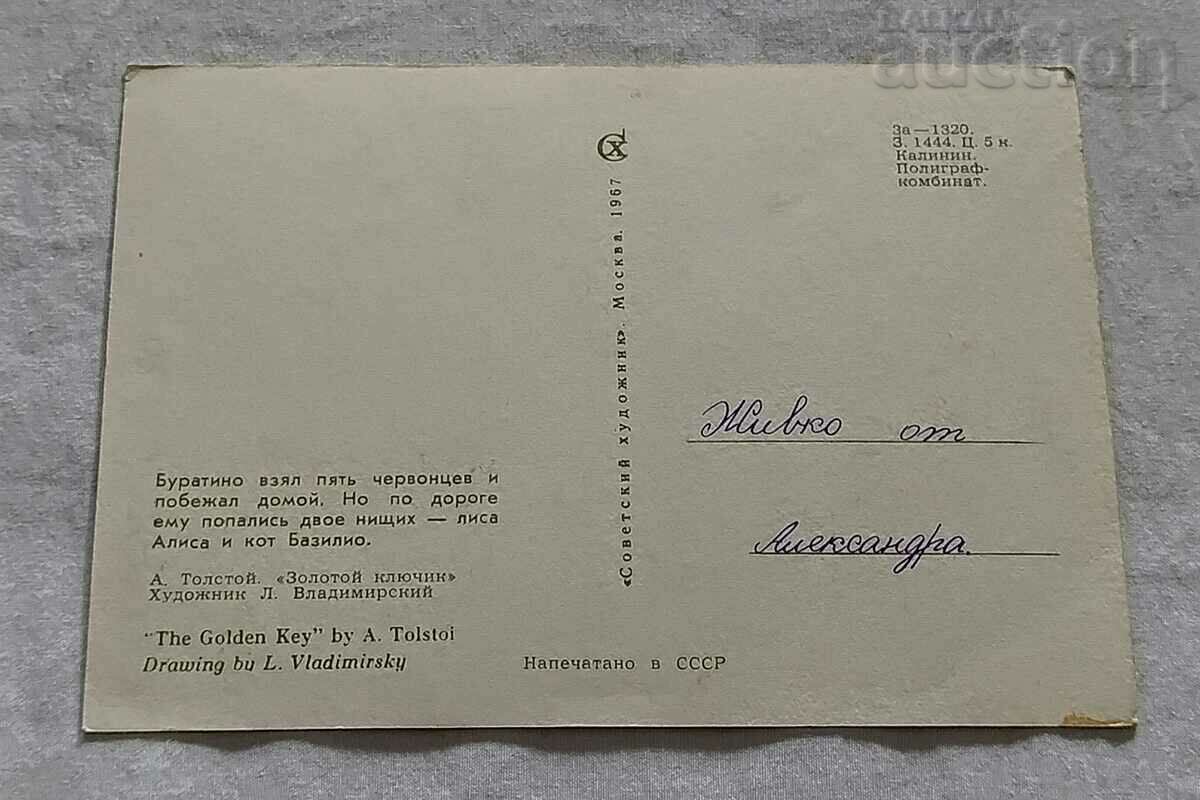 BALKAN
auction
За—1320.
З. 1444. Ц. 5 к.
Калинин.
Полиграф-
комбинат.
СХ
«Советский художник». Москва. 1967
Живко от
Александра.
Буратино взял пять червонцев и
побежал домой. Но по дороге
ему попались двое нищих — лиса
Алиса и кот Базилио.
А. Толстой. «Золотой ключик»
Художник Л. Владимирский
"The Golden Key" by A. Tolstoi
Drawing by L. Vladimirsky
Напечатано в СССР